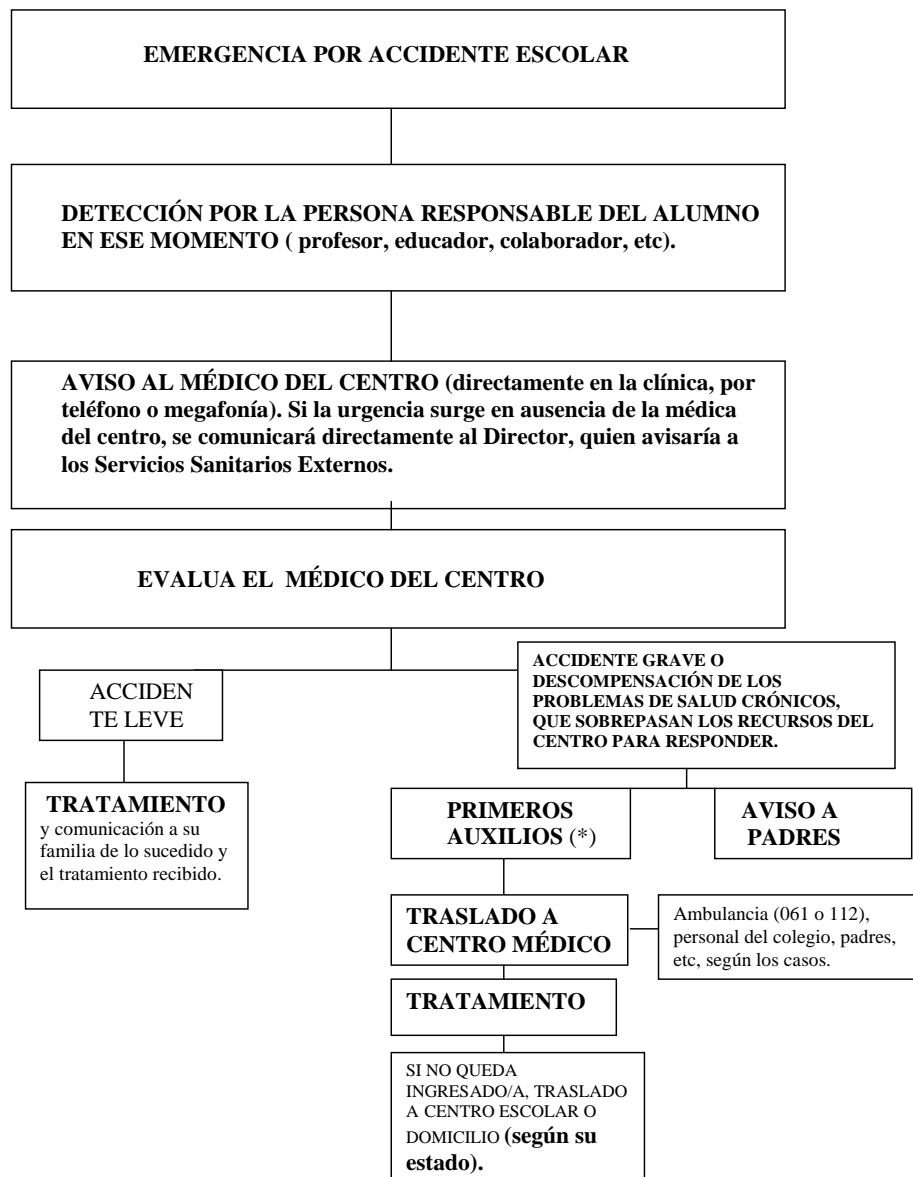 EMERGENCIA POR ACCIDENTE ESCOLAR
DETECCIÓN POR LA PERSONA RESPONSABLE DEL ALUMNO
EN ESE MOMENTO ( profesor, educador, colaborador, etc).
AVISO AL MÉDICO DEL CENTRO (directamente en la clínica, por
teléfono o megafonía). Si la urgencia surge en ausencia de la médica
del centro, se comunicará directamente al Director, quien avisaría a
los Servicios Sanitarios Externos.
EVALUA EL MÉDICO DEL CENTRO
ACCIDEN
TE LEVE
TRATAMIENTO
y comunicación a su
familia de lo sucedido y
el tratamiento recibido.
ACCIDENTE GRAVE O
DESCOMPENSACIÓN DE LOS
PROBLEMAS DE SALUD CRÓNICOS,
QUE SOBREPASAN LOS RECURSOS DEL
CENTRO PARA RESPONDER.
PRIMEROS
AUXILIOS (*)
AVISO A
PADRES
TRASLADO A
CENTRO MÉDICO
Ambulancia (061 o 112),
personal del colegio, padres,
etc, según los casos.
TRATAMIENTO
SI NO QUEDA
INGRESADO/A, TRASLADO
A CENTRO ESCOLAR O
DOMICILIO (según su
estado).